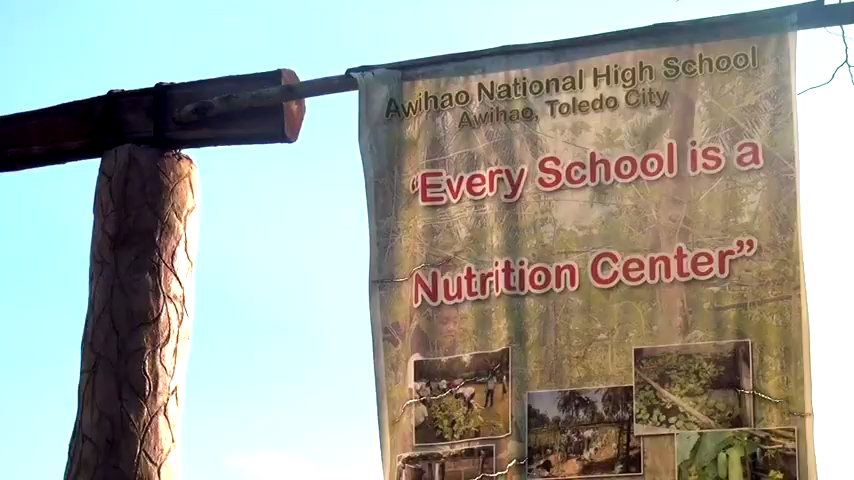 Awihao National High School
Awihao, Toledo City
"Every School is a
Nutrition Center"